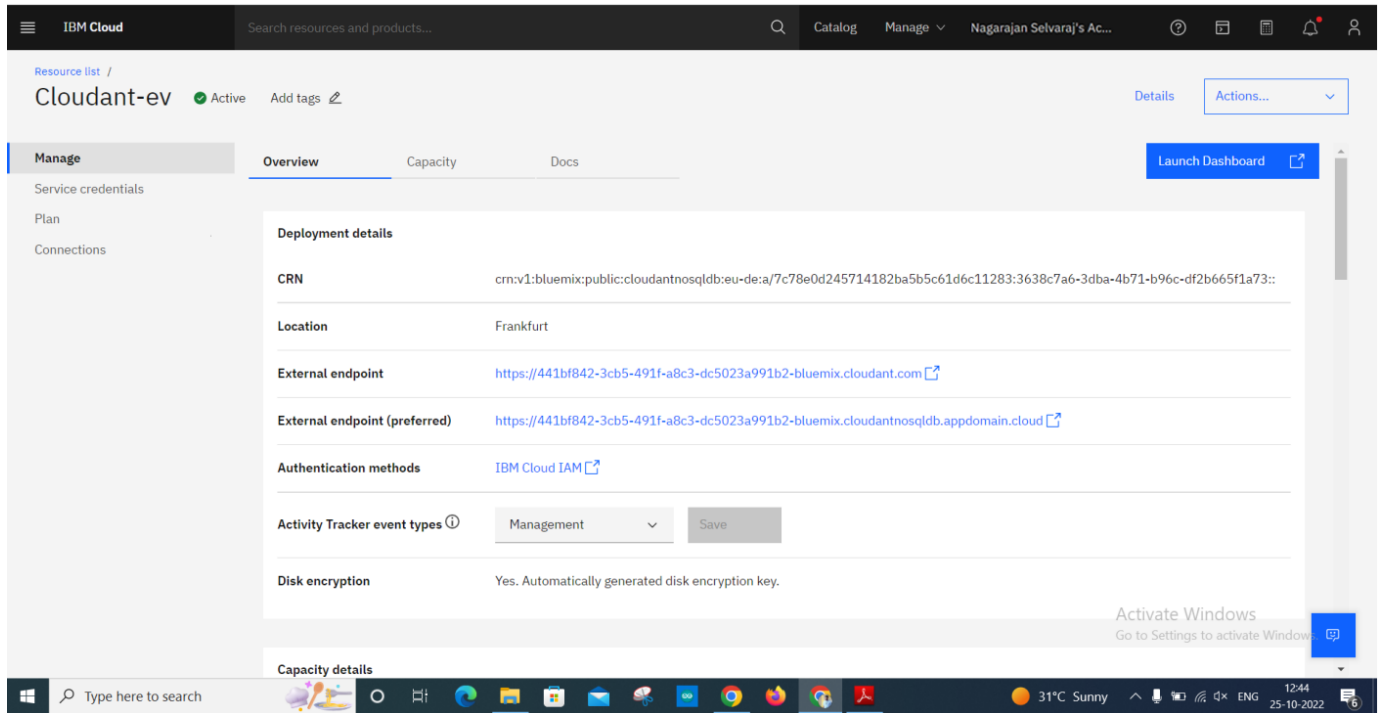 IBM Cloud Search resources and products... Catalog Manage Nagarajan Selvaraj's Ac...
Resource list /
Cloudant-ev Active Add tags Details Actions...
Manage Overview Capacity Docs Launch Dashboard
Service credentials
Plan
Connections
Deployment details
CRN crn:v1:bluemix:public:cloudantnosqldb:eu-de:a/7c78e0d245714182ba5b5c61d6c11283:3638c7a6-3dba-4b71-b96c-df2b665f1a73::
Location Frankfurt
External endpoint https://441bf842-3cb5-491f-a8c3-dc5023a991b2-bluemix.cloudant.com
External endpoint (preferred) https://441bf842-3cb5-491f-a8c3-dc5023a991b2-bluemix.cloudantnosqldb.appdomain.cloud
Authentication methods IBM Cloud IAM
Activity Tracker event types Management Save
Disk encryption Yes. Automatically generated disk encryption key.
Activate Windows
Go to Settings to activate Windows.
Capacity details
Type here to search 31°C Sunny ENG 12:44
25-10-2022 6